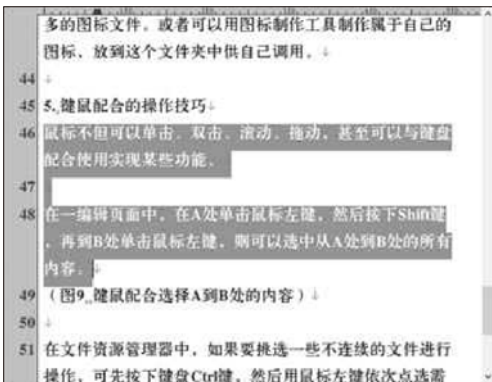 多的图标文件。或者可以用图标制作工具制作属于自己的
图标、放到这个文件夹中供自己调用。↓
44 ↓
45 5.键鼠配合的操作技巧↓
46 鼠标不但可以单击、双击、滚动、拖动，甚至可以与键盘
配合使用实现某些功能。
47
48 在一编辑页面中，在A处单击鼠标左键，然后按下Shift键
，再到B处单击鼠标左键，则可以选中从A处到B处的所有
内容。↓
49 （图9_键鼠配合选择A到B处的内容）↓
50 ↓
51 在文件资源管理器中，如果要挑选一些不连续的文件进行
操作，可先按下键盘Ctrl键，然后用鼠标左键依次点选需